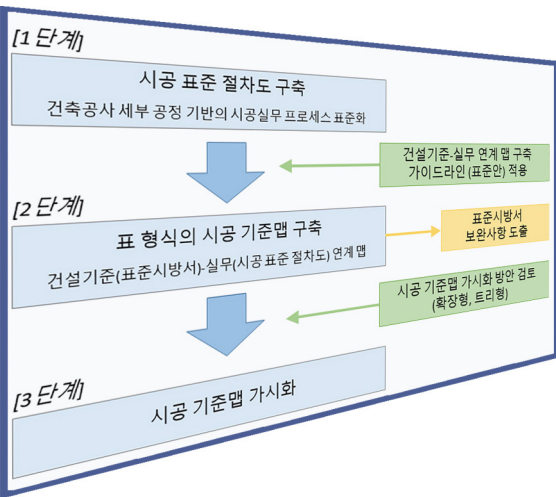 [1 단계]
시공 표준 절차도 구축
건축공사 세부 공정 기반의 시공실무 프로세스 표준화
건설기준-실무 연계 맵 구축
가이드라인 (표준안) 적용
[2 단계]
표 형식의 시공 기준맵 구축
건설기준(표준시방서)-실무(시공 표준 절차도) 연계 맵
표준시방서
보완사항 도출
시공 기준맵 가시화 방안 검토
(확장형, 트리형)
[3 단계]
시공 기준맵 가시화